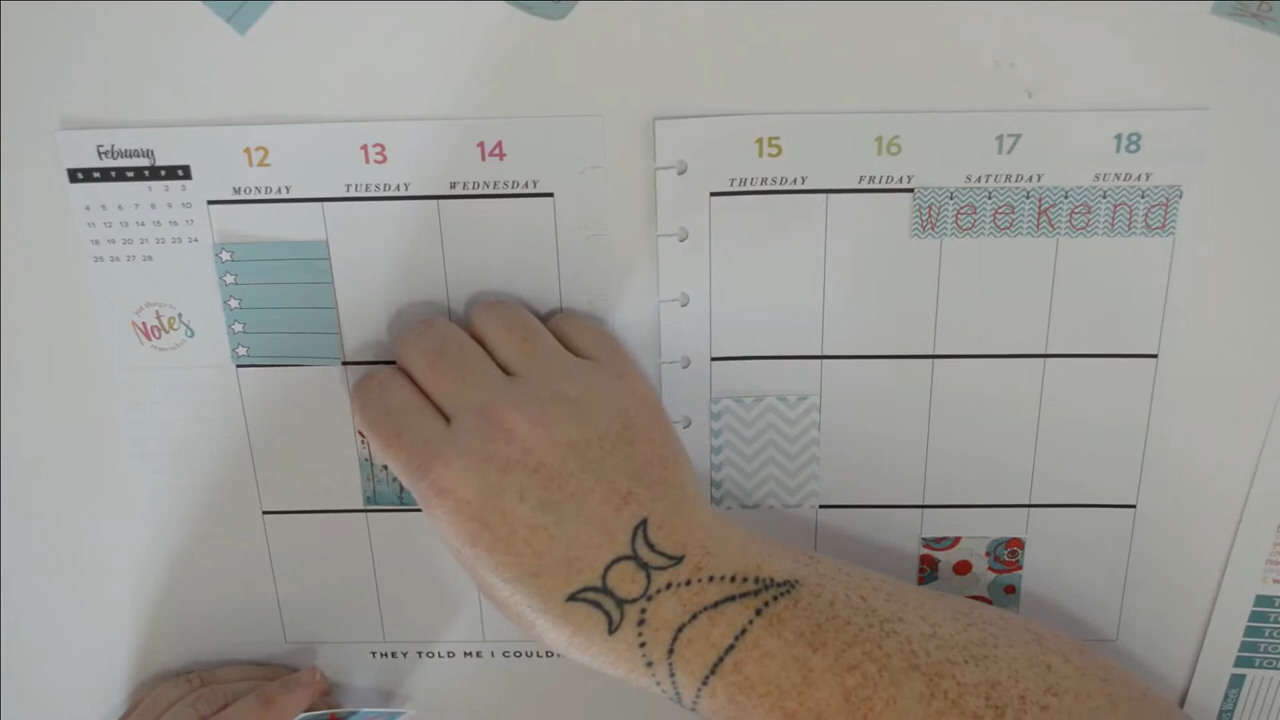 February
S M T W T F S
1 2 3
4 5 6 7 8 9 10
11 12 13 14 15 16 17
18 19 20 21 22 23 24
25 26 27 28
Notes
remember
12 13 14
MONDAY TUESDAY WEDNESDAY
15 16 17 18
THURSDAY FRIDAY SATURDAY SUNDAY
weekend
THEY TOLD ME I COULD